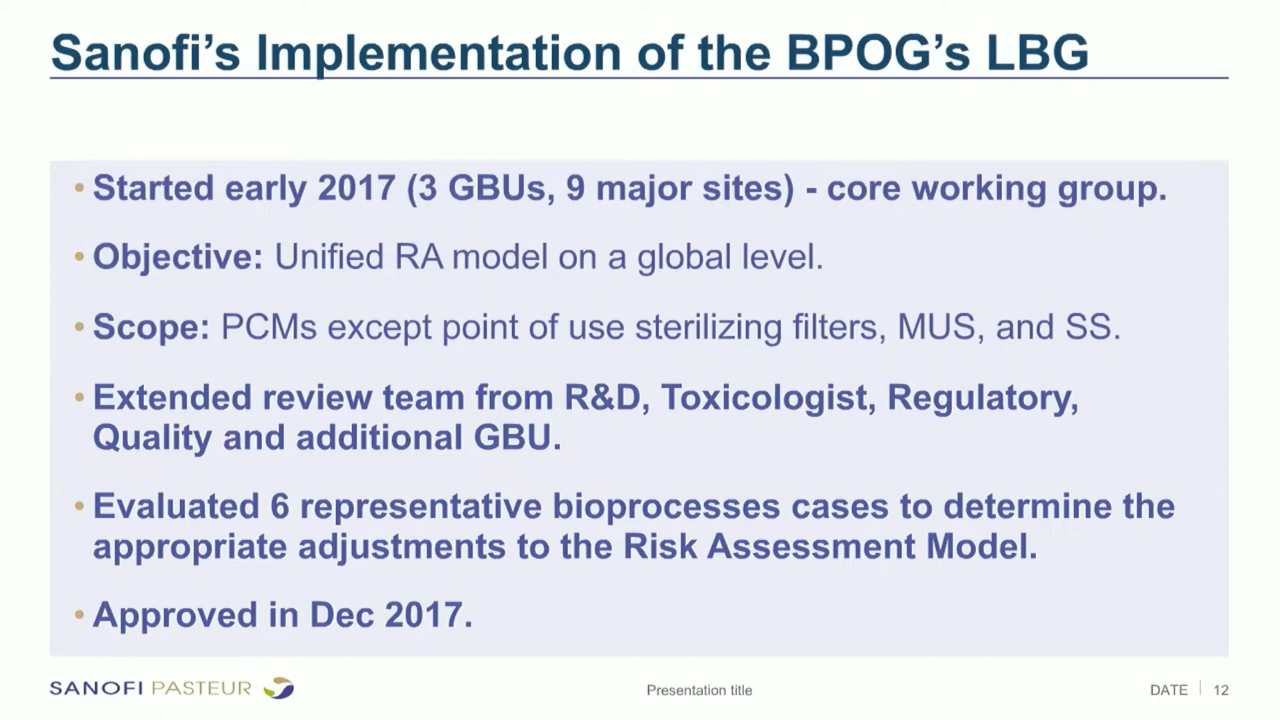 Sanofi’s Implementation of the BPOG’s LBG
• Started early 2017 (3 GBUs, 9 major sites) - core working group.
• Objective: Unified RA model on a global level.
• Scope: PCMs except point of use sterilizing filters, MUS, and SS.
• Extended review team from R&D, Toxicologist, Regulatory,
Quality and additional GBU.
• Evaluated 6 representative bioprocesses cases to determine the
appropriate adjustments to the Risk Assessment Model.
• Approved in Dec 2017.
SANOFI PASTEUR
Presentation title
DATE | 12